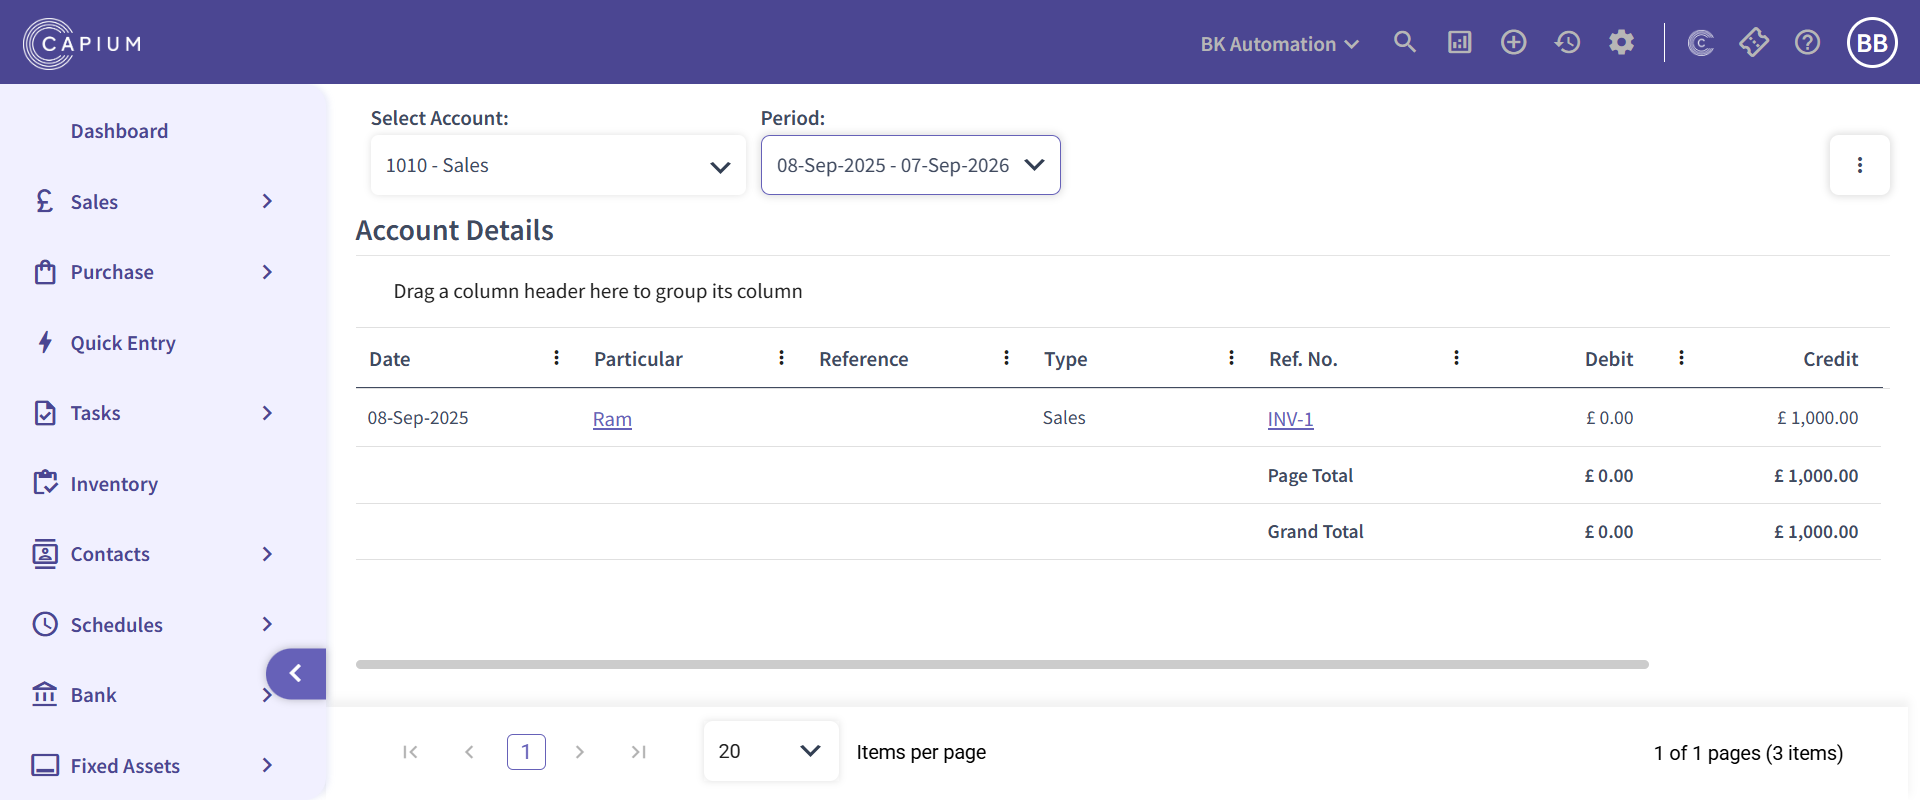 CAPIUM
BK Automation
BB
Dashboard
Sales
Purchase
Quick Entry
Tasks
Inventory
Contacts
Schedules
Bank
Fixed Assets
Select Account:
Period:
1010 - Sales
08-Sep-2025 - 07-Sep-2026
Account Details
Drag a column header here to group its column
Date Particular Reference Type Ref. No. Debit Credit
08-Sep-2025 Ram Sales INV-1 £ 0.00 £ 1,000.00
Page Total £ 0.00 £ 1,000.00
Grand Total £ 0.00 £ 1,000.00
1 20 Items per page 1 of 1 pages (3 items)